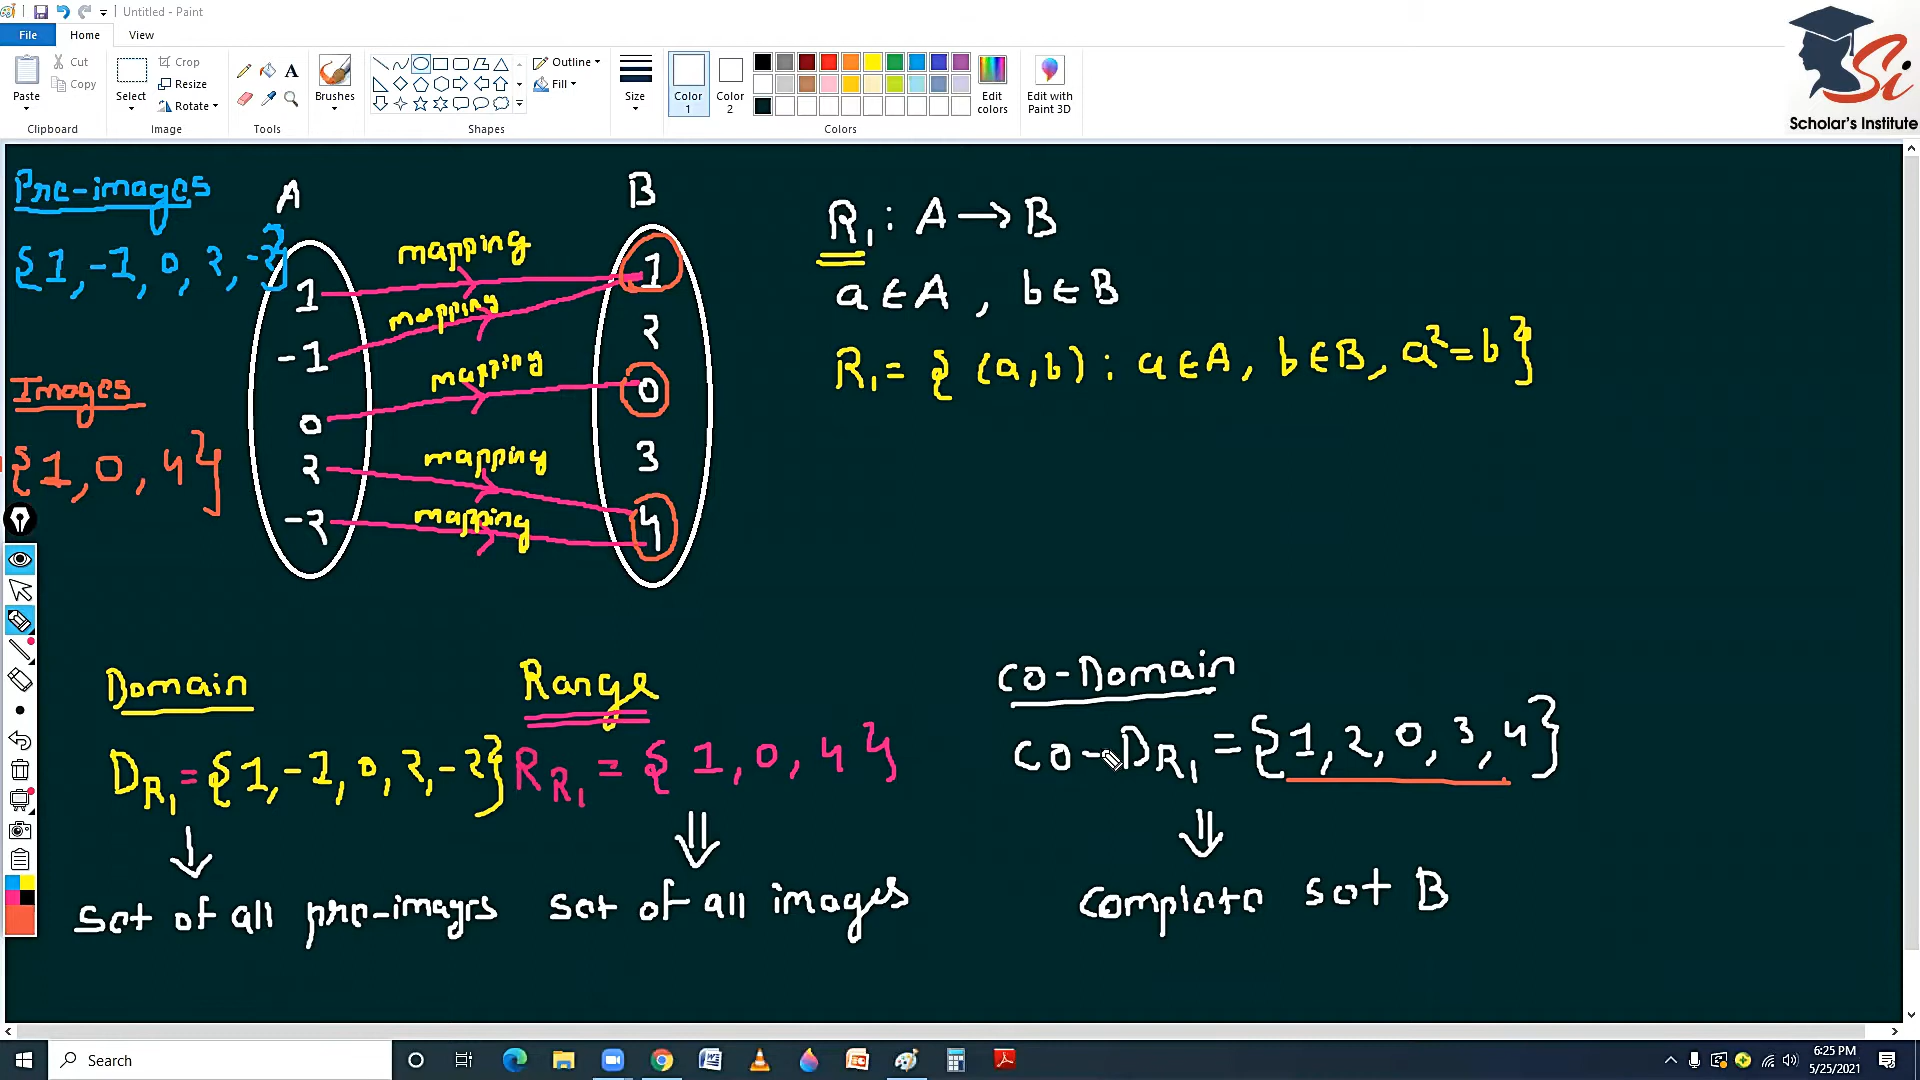 Untitled - Paint
File Home View
Paste Cut Copy Clipboard
Select Crop Resize Rotate Image
Tools
Brushes
Outline Fill Shapes
Size
Color 1 Color 2 Edit colors Edit with Paint 3D Colors
Si
Scholar's Institute
Pre-images
{1, -1, 0, 2, -2}
Images
{1, 0, 4}
A B
1 mapping 1
-1 mapping 2
0 mapping 0
2 mapping 3
-2 mapping 4
R₁ : A → B
a ∈ A , b ∈ B
R₁ = { (a,b) : a ∈ A, b ∈ B, a² = b }
Domain
D_R₁ = {1, -1, 0, 2, -2}
↓
set of all pre-imayrs
Range
R_R₁ = {1, 0, 4}
⇓
set of all images
CO-Domain
CO-D_R₁ = {1, 2, 0, 3, 4}
⇓
complete set B
Search
6:25 PM
5/25/2021